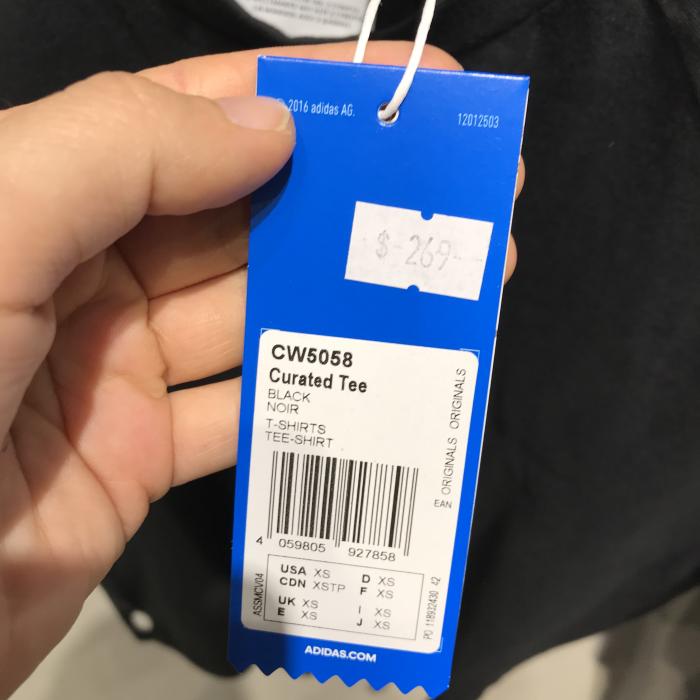 2016 adidas AG.
12012503
$-269-
CW5058
Curated Tee
BLACK
NOIR
T-SHIRTS
TEE-SHIRT
ORIGINALS ORIGINALS
EAN
4 059805 927858
USA XS D XS
CDN XSTP F XS
UK XS I XS
E XS J XS
ASSMCV04
PO 118932430 42
ADIDAS.COM